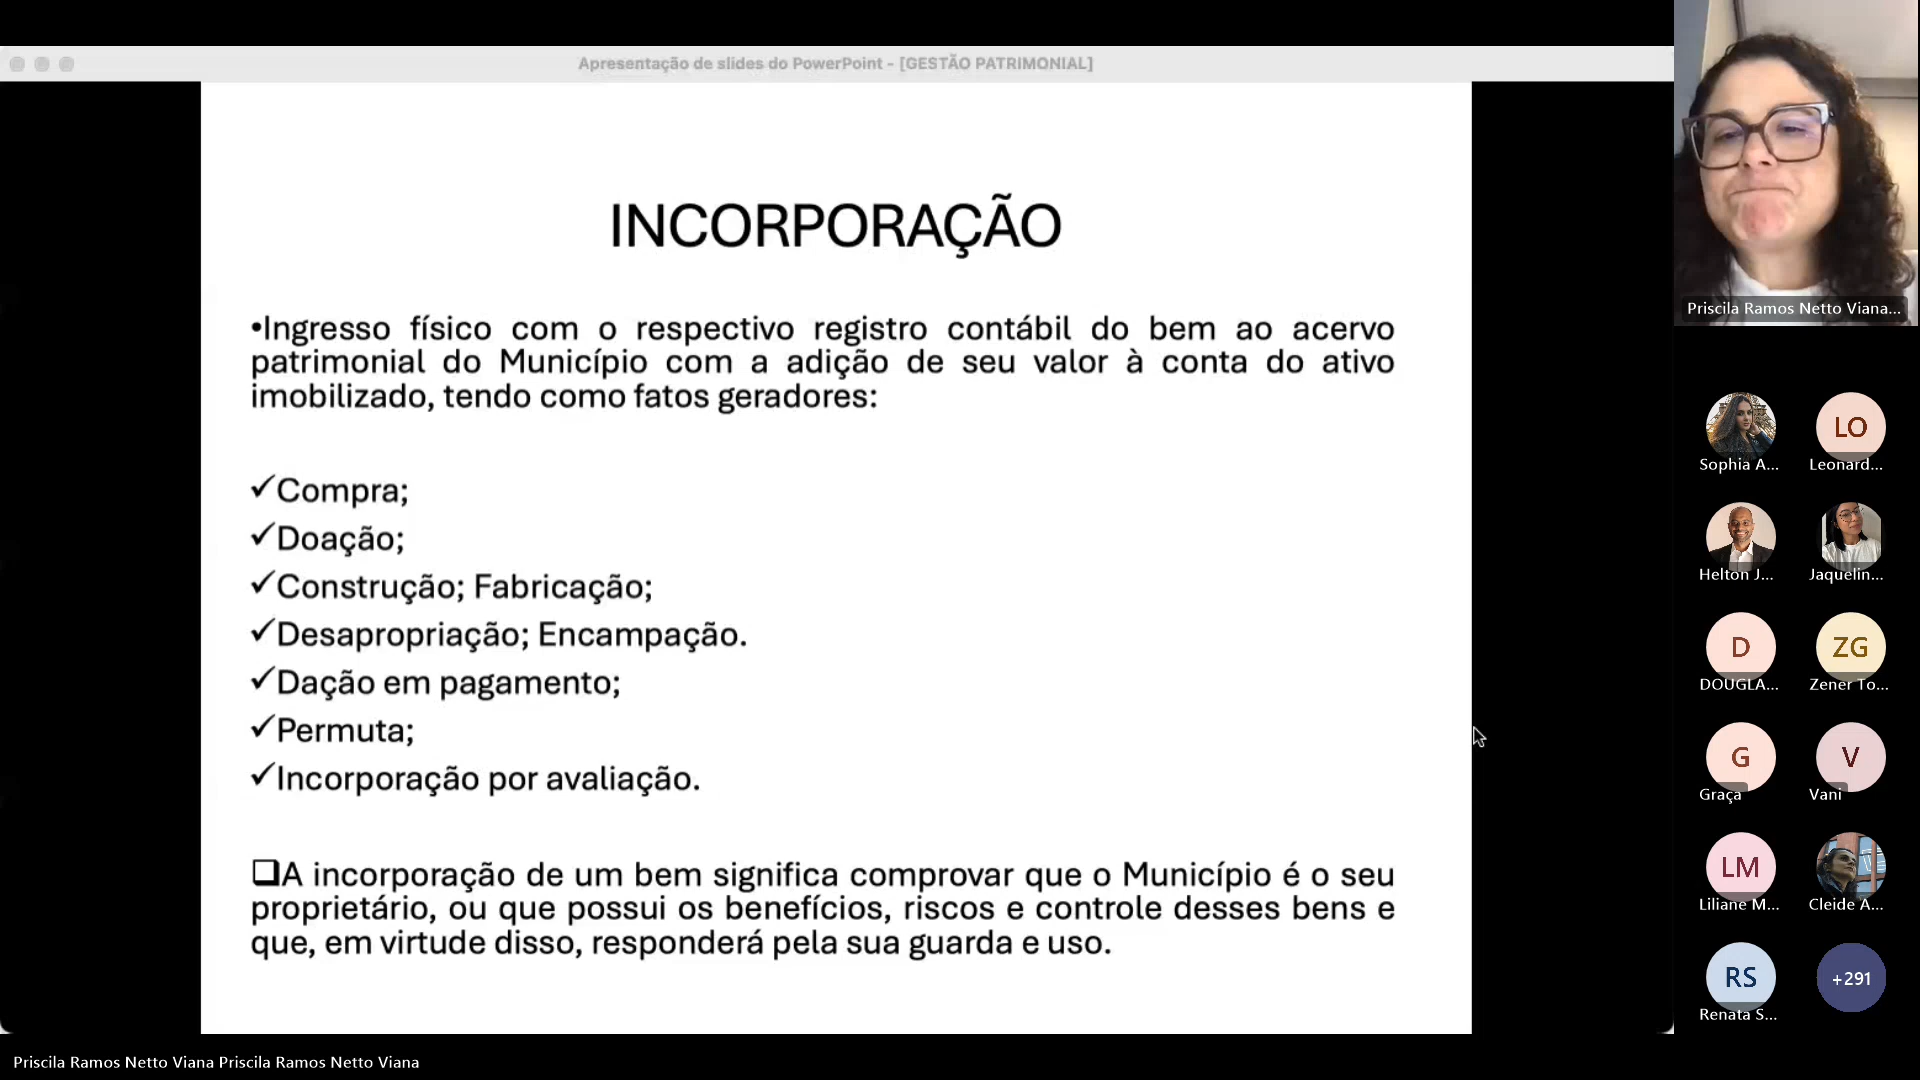 Apresentação de slides do PowerPoint - [GESTÃO PATRIMONIAL]
INCORPORAÇÃO
•Ingresso físico com o respectivo registro contábil do bem ao acervo
patrimonial do Município com a adição de seu valor à conta do ativo
imobilizado, tendo como fatos geradores:
✓Compra;
✓Doação;
✓Construção; Fabricação;
✓Desapropriação; Encampação.
✓Dação em pagamento;
✓Permuta;
✓Incorporação por avaliação.
❑A incorporação de um bem significa comprovar que o Município é o seu
proprietário, ou que possui os benefícios, riscos e controle desses bens e
que, em virtude disso, responderá pela sua guarda e uso.
Priscila Ramos Netto Viana...
Sophia A...
LO
Leonard...
Helton J...
Jaquelin...
D
DOUGLA...
ZG
Zener To...
G
Graça
V
Vani
LM
Liliane M...
Cleide A...
RS
Renata S...
+291
Priscila Ramos Netto Viana Priscila Ramos Netto Viana